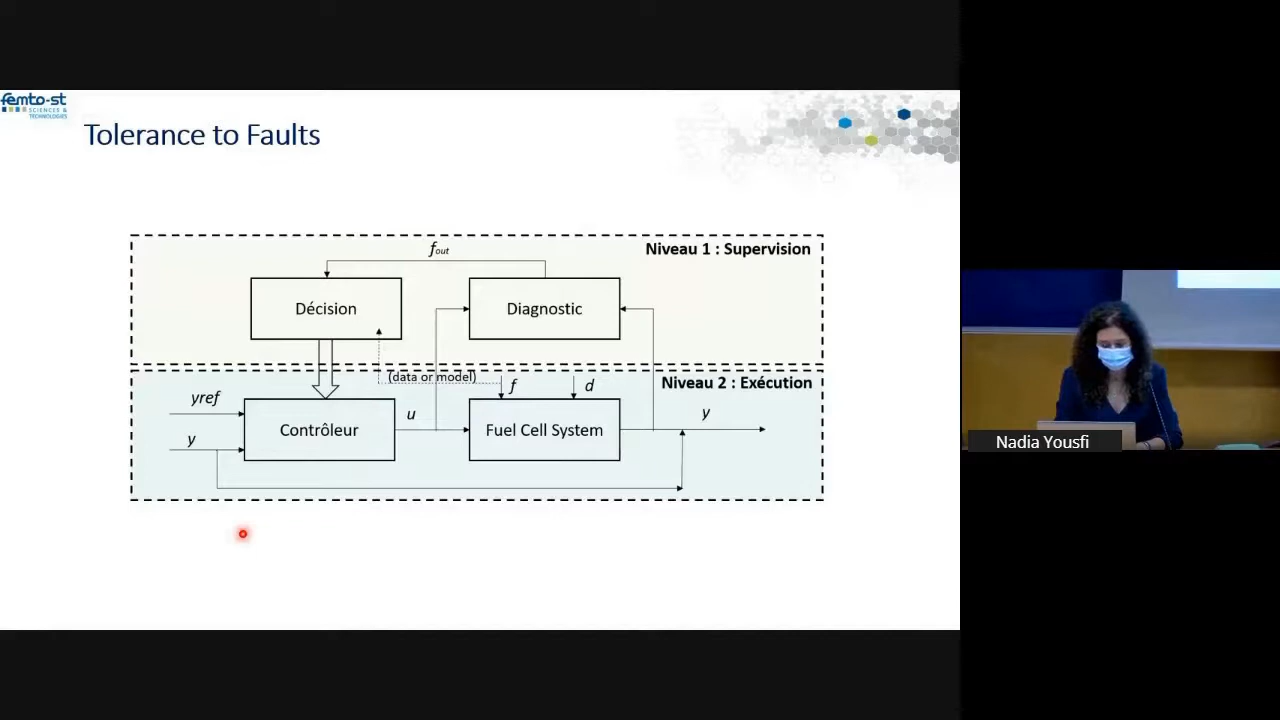 femto-st
SCIENCES &
TECHNOLOGIES
Tolerance to Faults
Niveau 1 : Supervision
fout
Décision
Diagnostic
(data or model)
Niveau 2 : Exécution
f
d
yref
u
y
y
Contrôleur
Fuel Cell System
Nadia Yousfi